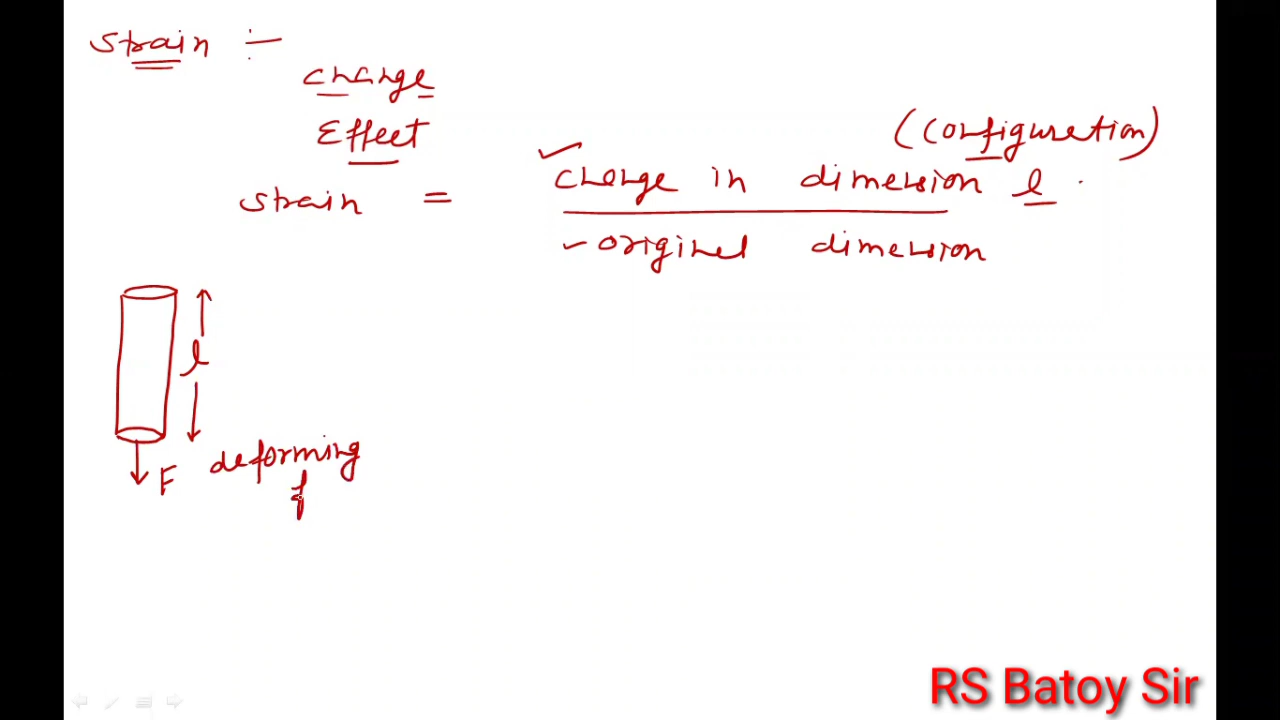 strain :-
change
Effect
(configuration)
strain = change in dimension l
original dimension
l
F deforming
f
RS Batoy Sir